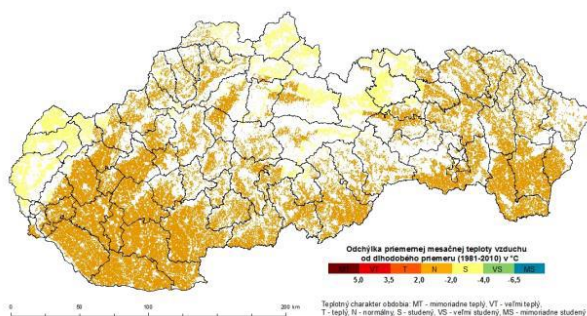 Odchýlka priemernej mesačnej teploty vzduchu
od dlhodobého priemeru (1981-2010) v °C
VT T N S VS MS
5,0 3,0 2,0 -2,0 -4,0 -6,5
0 50 100 200 km
Teplotný charakter obdobia: MT - mimoriadne teplý, VT - veľmi teplý,
T - teplý, N - normálny, S - studený, VS - veľmi studený, MS - mimoriadne studený